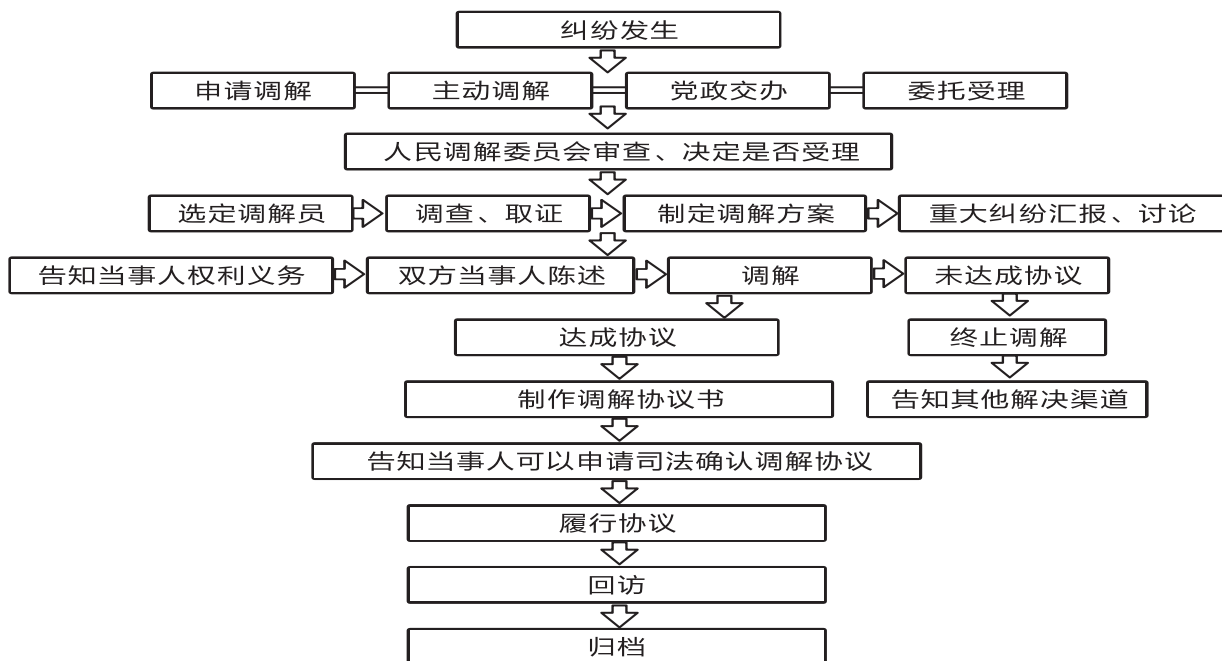 纠纷发生
申请调解
主动调解
党政交办
委托受理
人民调解委员会审查、决定是否受理
选定调解员
调查、取证
制定调解方案
重大纠纷汇报、讨论
告知当事人权利义务
双方当事人陈述
调解
未达成协议
达成协议
终止调解
制作调解协议书
告知其他解决渠道
告知当事人可以申请司法确认调解协议
履行协议
回访
归档